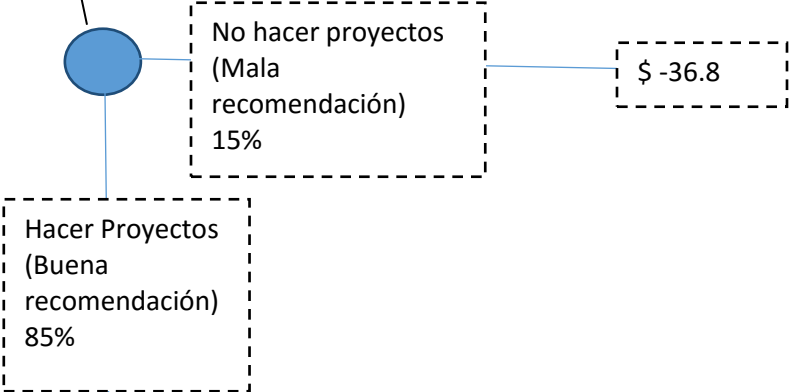 No hacer proyectos
(Mala
recomendación)
15%
$ -36.8
Hacer Proyectos
(Buena
recomendación)
85%